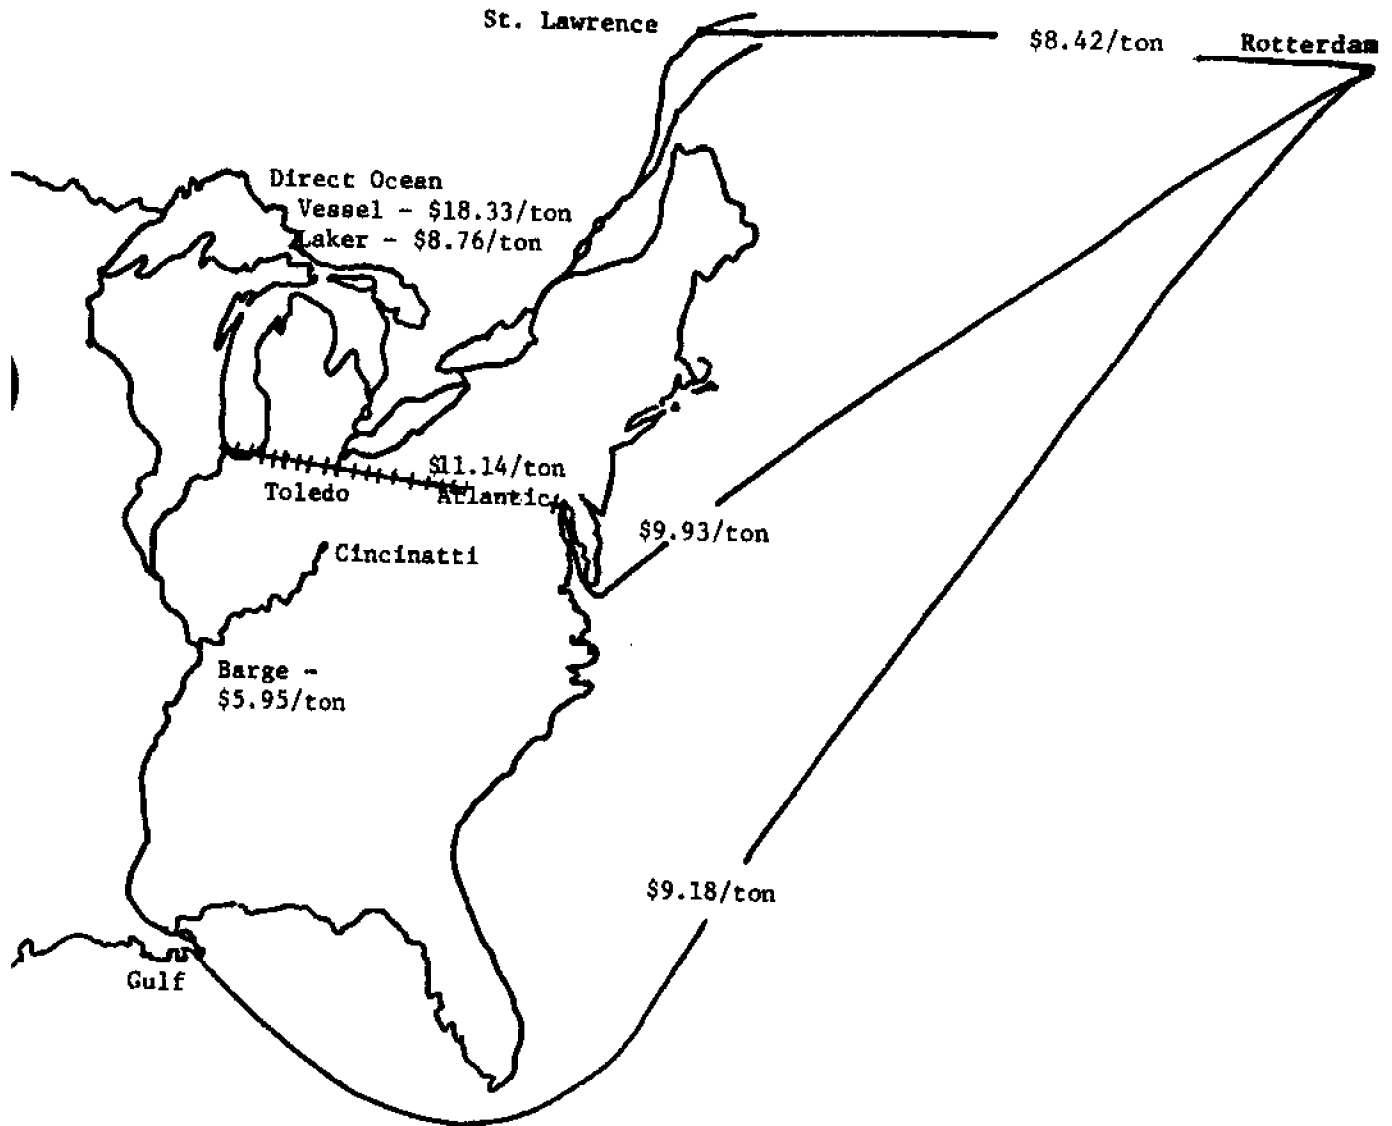 St. Lawrence
$8.42/ton
Rotterdam
Direct Ocean
Vessel - $18.33/ton
Laker - $8.76/ton
$11.14/ton
Toledo
Atlantic
$9.93/ton
Cincinatti
Barge -
$5.95/ton
$9.18/ton
Gulf